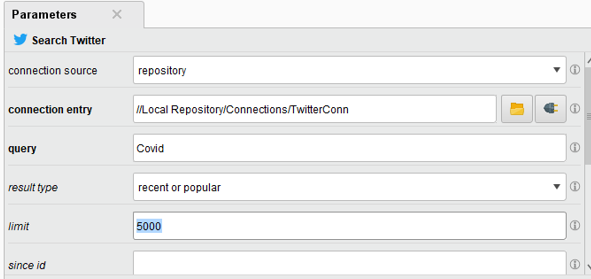 Parameters
Search Twitter
connection source repository
connection entry //Local Repository/Connections/TwitterConn
query Covid
result type recent or popular
limit 5000
since id